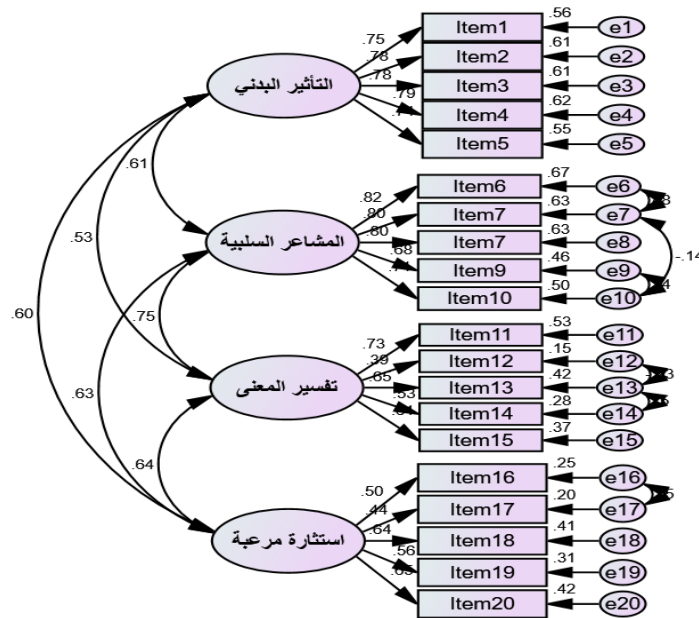 .56
.75
Item1
e1
.78
.61
Item2
e2
.78
.61
Item3
e3
التأثير البدني
.79
.62
Item4
e4
.55
Item5
e5
.61
.67
.82
Item6
e6
.80
.63
Item7
e7
.53
المشاعر السلبية
.80
.63
Item7
e8
.68
.46
Item9
e9
-.14
.50
Item10
e10
.60
.75
.73
.53
Item11
e11
.39
.15
Item12
e12
.63
تفسير المعنى
.65
.42
Item13
e13
.53
.28
Item14
e14
.37
Item15
e15
.64
.25
.50
Item16
e16
.44
.20
Item17
e17
استثارة مرعبة
.64
.41
Item18
e18
.56
.31
Item19
e19
.65
.42
Item20
e20